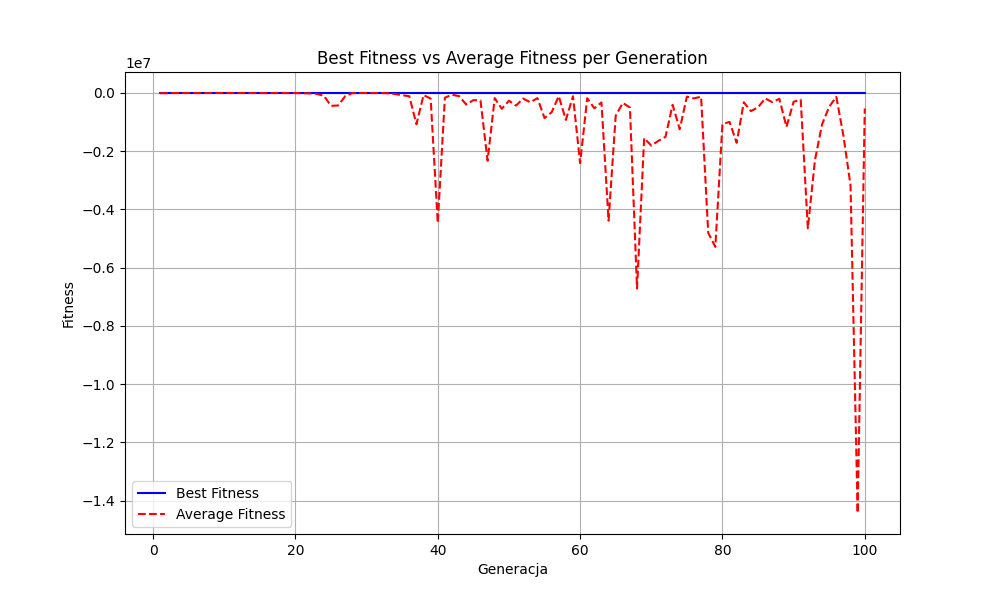 Best Fitness vs Average Fitness per Generation
1e7
0.0
−0.2
−0.4
−0.6
−0.8
−1.0
−1.2
−1.4
Fitness
Best Fitness
Average Fitness
0 20 40 60 80 100
Generacja